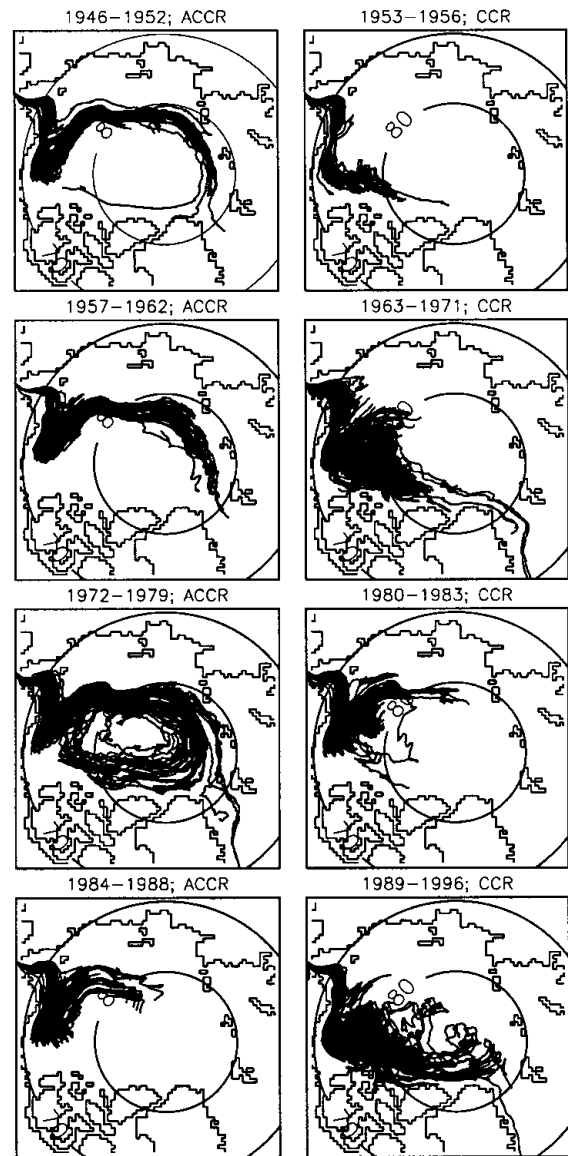 1946-1952; ACCR
1953-1956; CCR
80
80
1957-1962; ACCR
1963-1971; CCR
1972-1979; ACCR
1980-1983; CCR
1984-1988; ACCR
1989-1996; CCR
80